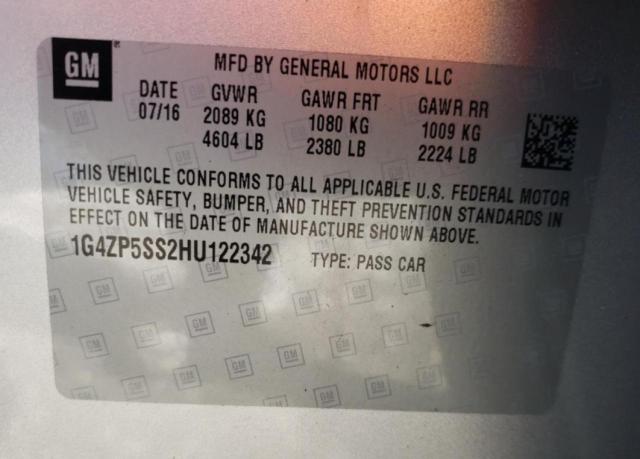 GM
MFD BY GENERAL MOTORS LLC
DATE GVWR GAWR FRT GAWR RR
07/16 2089 KG 1080 KG 1009 KG
4604 LB 2380 LB 2224 LB
THIS VEHICLE CONFORMS TO ALL APPLICABLE U.S. FEDERAL MOTOR
VEHICLE SAFETY, BUMPER, AND THEFT PREVENTION STANDARDS IN
EFFECT ON THE DATE OF MANUFACTURE SHOWN ABOVE.
1G4ZP5SS2HU122342 TYPE: PASS CAR